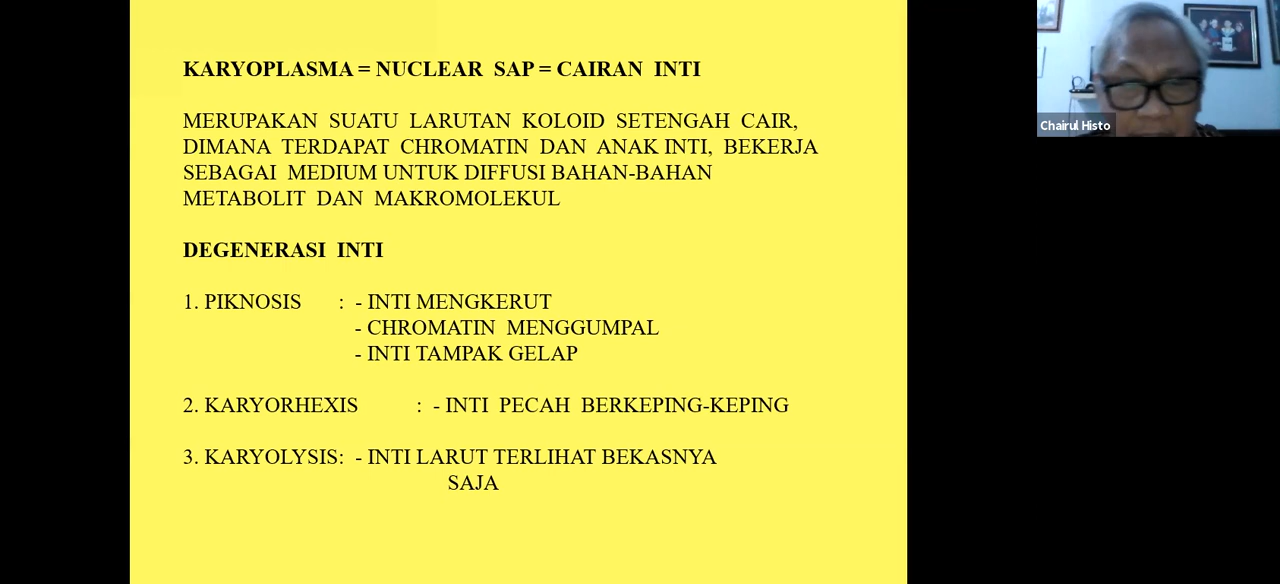 KARYOPLASMA = NUCLEAR SAP = CAIRAN INTI
MERUPAKAN SUATU LARUTAN KOLOID SETENGAH CAIR,
DIMANA TERDAPAT CHROMATIN DAN ANAK INTI, BEKERJA
SEBAGAI MEDIUM UNTUK DIFFUSI BAHAN-BAHAN
METABOLIT DAN MAKROMOLEKUL
DEGENERASI INTI
1. PIKNOSIS : - INTI MENGKERUT
- CHROMATIN MENGGUMPAL
- INTI TAMPAK GELAP
2. KARYORHEXIS : - INTI PECAH BERKEPING-KEPING
3. KARYOLYSIS: - INTI LARUT TERLIHAT BEKASNYA
SAJA
Chairul Histo